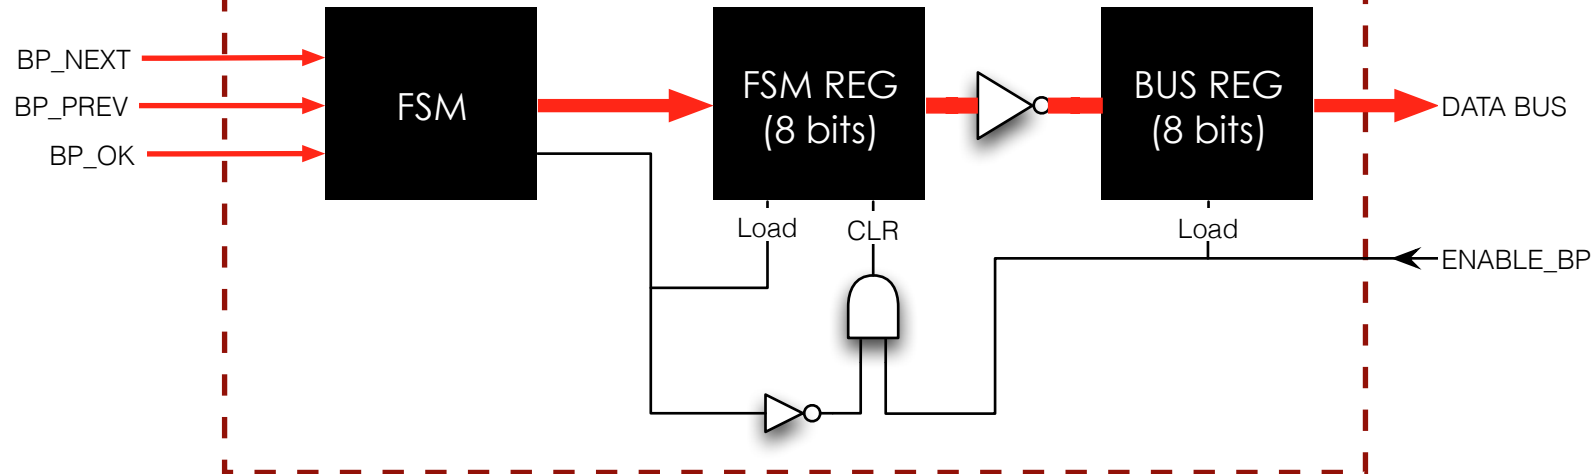 BP_NEXT
BP_PREV
BP_OK
FSM
FSM REG
(8 bits)
BUS REG
(8 bits)
DATA BUS
Load
CLR
Load
ENABLE_BP